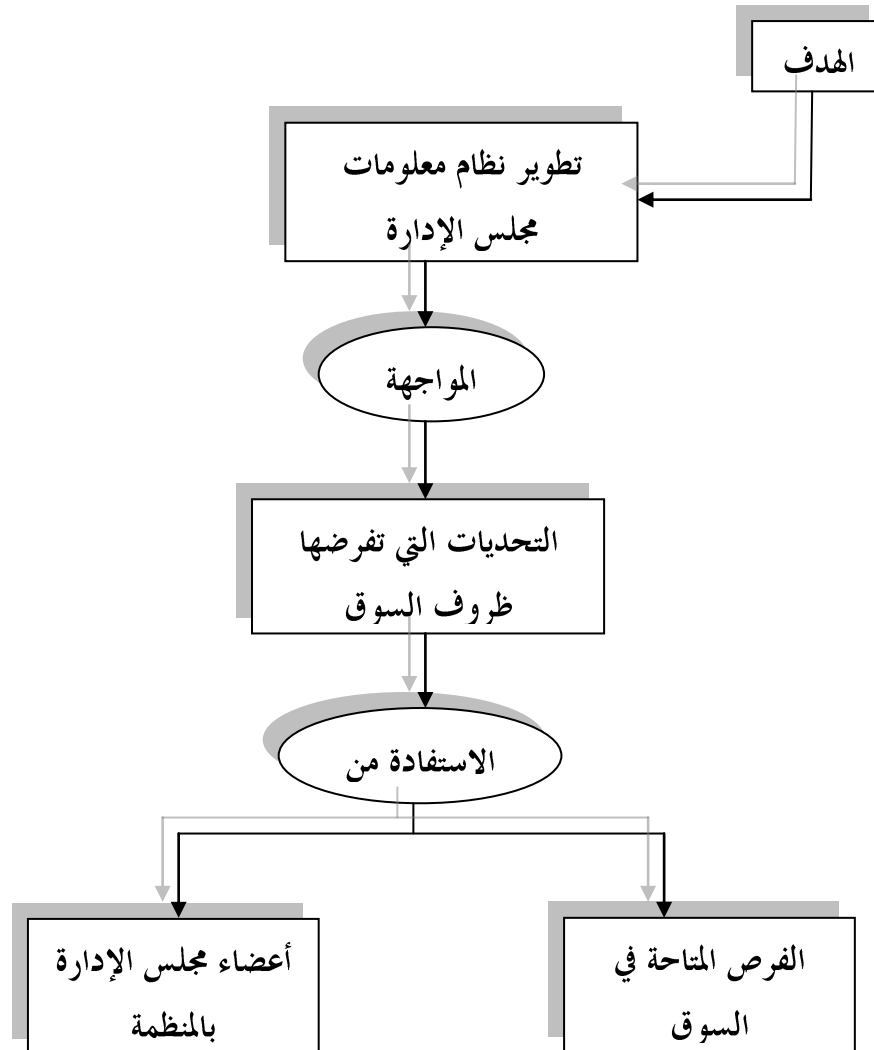 الهدف
تطوير نظام معلومات
مجلس الإدارة
المواجهة
التحديات التي تفرضها
ظروف السوق
الاستفادة من
الفرص المتاحة في
السوق
أعضاء مجلس الإدارة
بالمنظمة